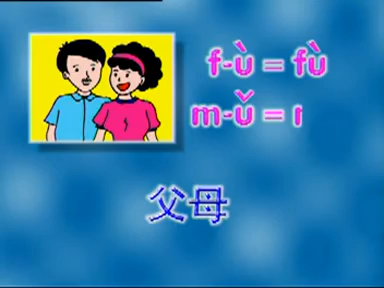 f-ù = fù
m-ǔ = 
父母